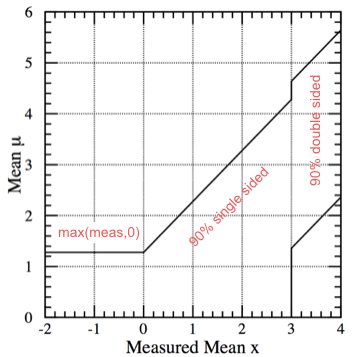 6
5
4
3
2
1
0
Mean μ
max(meas,0)
90% single sided
90% double sided
-2 -1 0 1 2 3 4
Measured Mean x